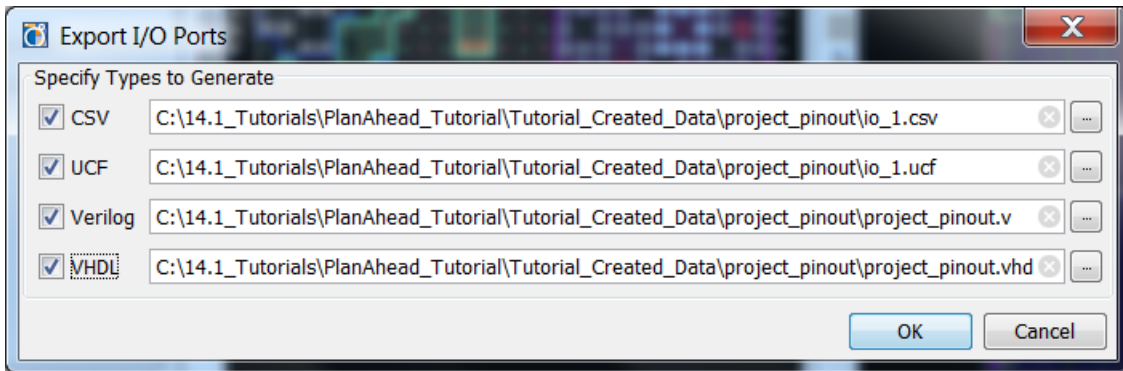 Export I/O Ports
Specify Types to Generate
CSV C:\14.1_Tutorials\PlanAhead_Tutorial\Tutorial_Created_Data\project_pinout\io_1.csv ...
UCF C:\14.1_Tutorials\PlanAhead_Tutorial\Tutorial_Created_Data\project_pinout\io_1.ucf ...
Verilog C:\14.1_Tutorials\PlanAhead_Tutorial\Tutorial_Created_Data\project_pinout\project_pinout.v ...
VHDL C:\14.1_Tutorials\PlanAhead_Tutorial\Tutorial_Created_Data\project_pinout\project_pinout.vhd ...
OK Cancel